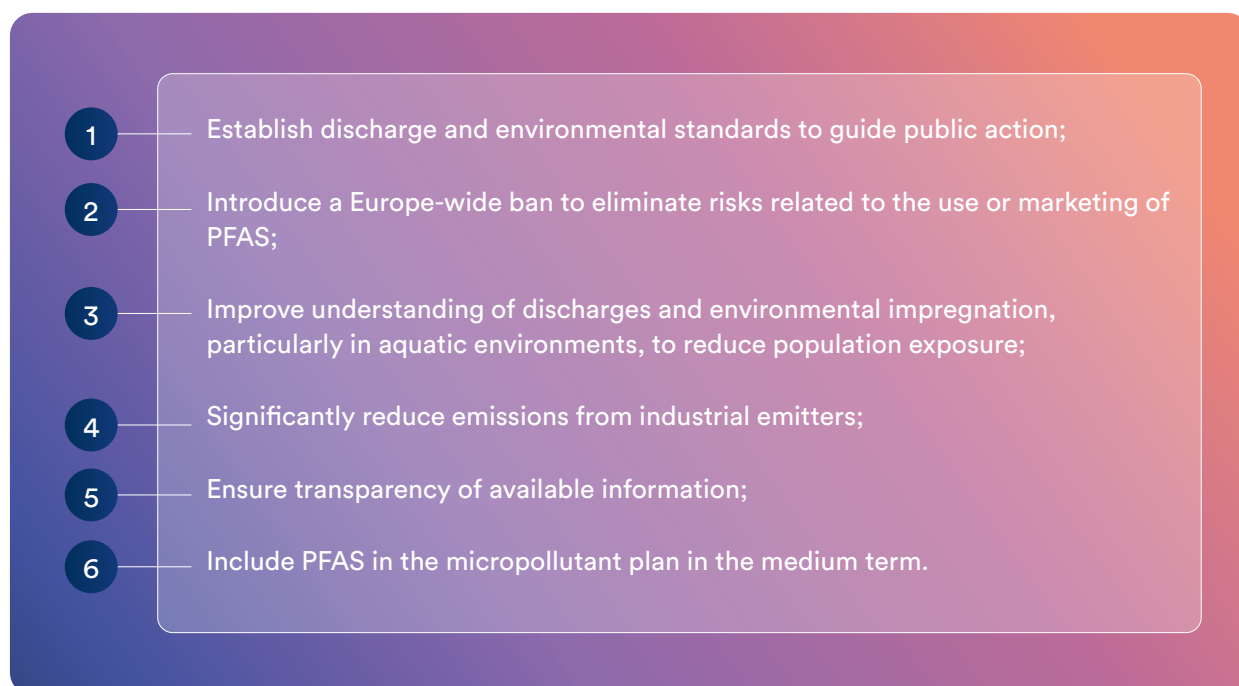 1 Establish discharge and environmental standards to guide public action;
2 Introduce a Europe-wide ban to eliminate risks related to the use or marketing of
PFAS;
3 Improve understanding of discharges and environmental impregnation,
particularly in aquatic environments, to reduce population exposure;
4 Significantly reduce emissions from industrial emitters;
5 Ensure transparency of available information;
6 Include PFAS in the micropollutant plan in the medium term.